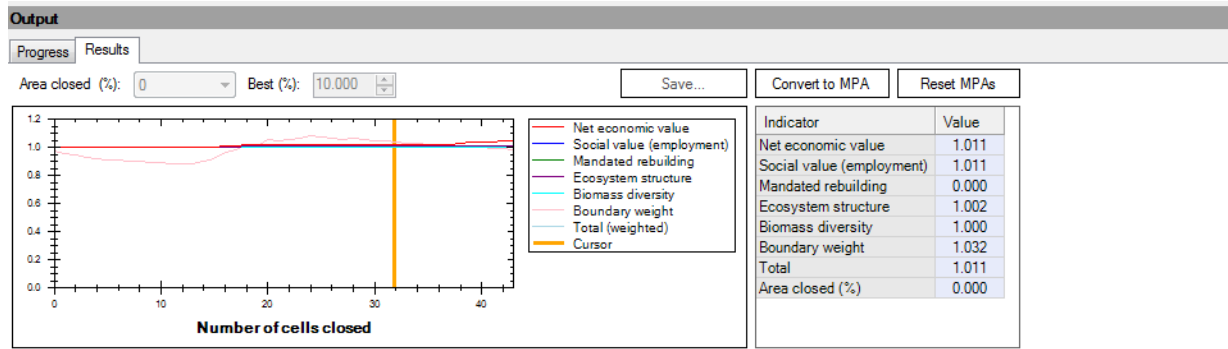 Output
Progress Results
Area closed (%): 0 Best (%): 10.000 Save... Convert to MPA Reset MPAs
1.2
1.0
0.8
0.6
0.4
0.2
0.0
0 10 20 30 40
Number of cells closed
Net economic value
Social value (employment)
Mandated rebuilding
Ecosystem structure
Biomass diversity
Boundary weight
Total (weighted)
Cursor
Indicator Value
Net economic value 1.011
Social value (employment) 1.011
Mandated rebuilding 0.000
Ecosystem structure 1.002
Biomass diversity 1.000
Boundary weight 1.032
Total 1.011
Area closed (%) 0.000